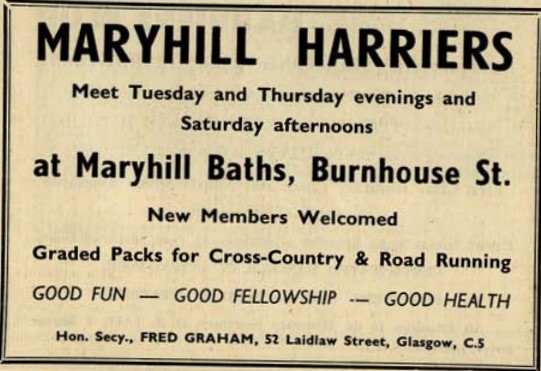 MARYHILL HARRIERS
Meet Tuesday and Thursday evenings and
Saturday afternoons
at Maryhill Baths, Burnhouse St.
New Members Welcomed
Graded Packs for Cross-Country & Road Running
GOOD FUN — GOOD FELLOWSHIP — GOOD HEALTH
Hon. Secy., FRED GRAHAM, 52 Laidlaw Street, Glasgow, C.5